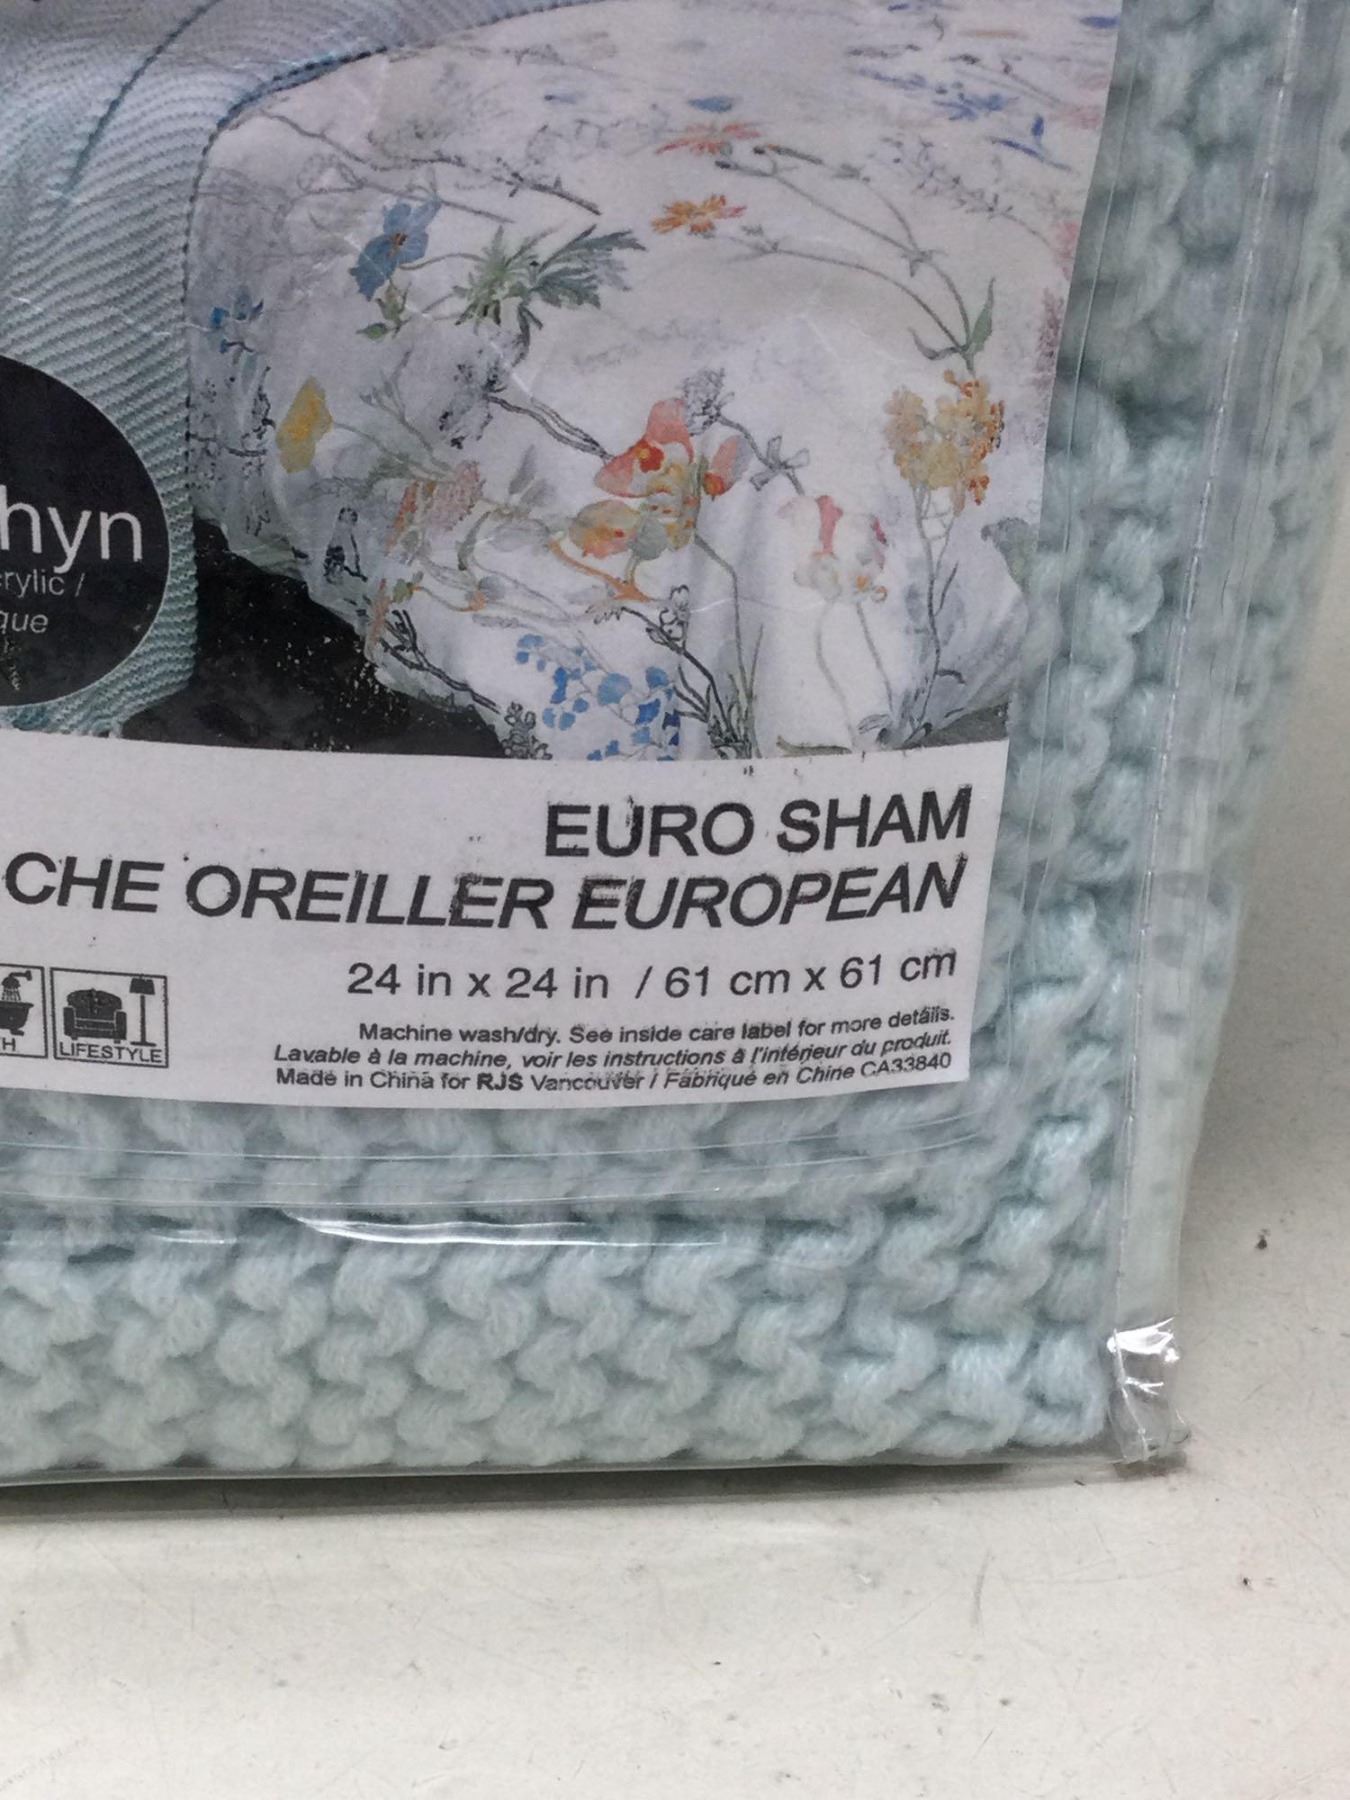 hyn
crylic /
que
EURO SHAM
CHE OREILLER EUROPEAN
24 in x 24 in / 61 cm x 61 cm
TH
LIFESTYLE
Machine wash/dry. See inside care label for more details.
Lavable à la machine, voir les instructions à l'intérieur du produit.
Made in China for RJS Vancouver / Fabriqué en Chine CA33840